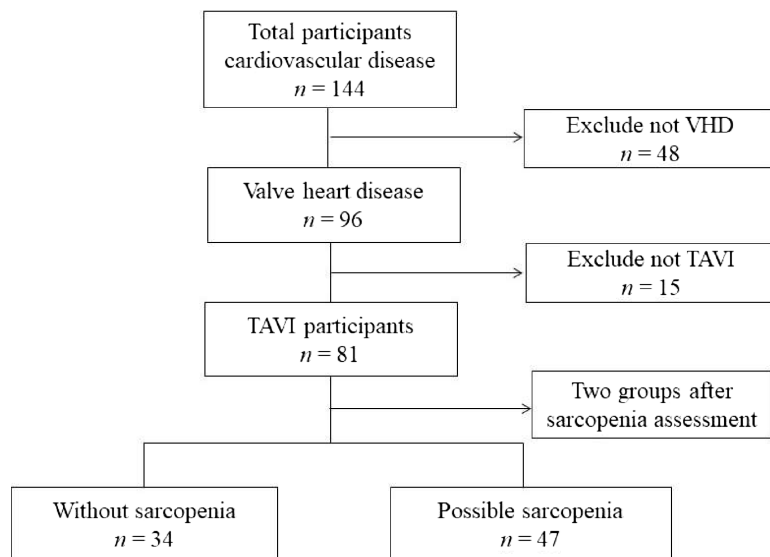 Total participants
cardiovascular disease
n = 144
Exclude not VHD
n = 48
Valve heart disease
n = 96
Exclude not TAVI
n = 15
TAVI participants
n = 81
Two groups after
sarcopenia assessment
Without sarcopenia
n = 34
Possible sarcopenia
n = 47